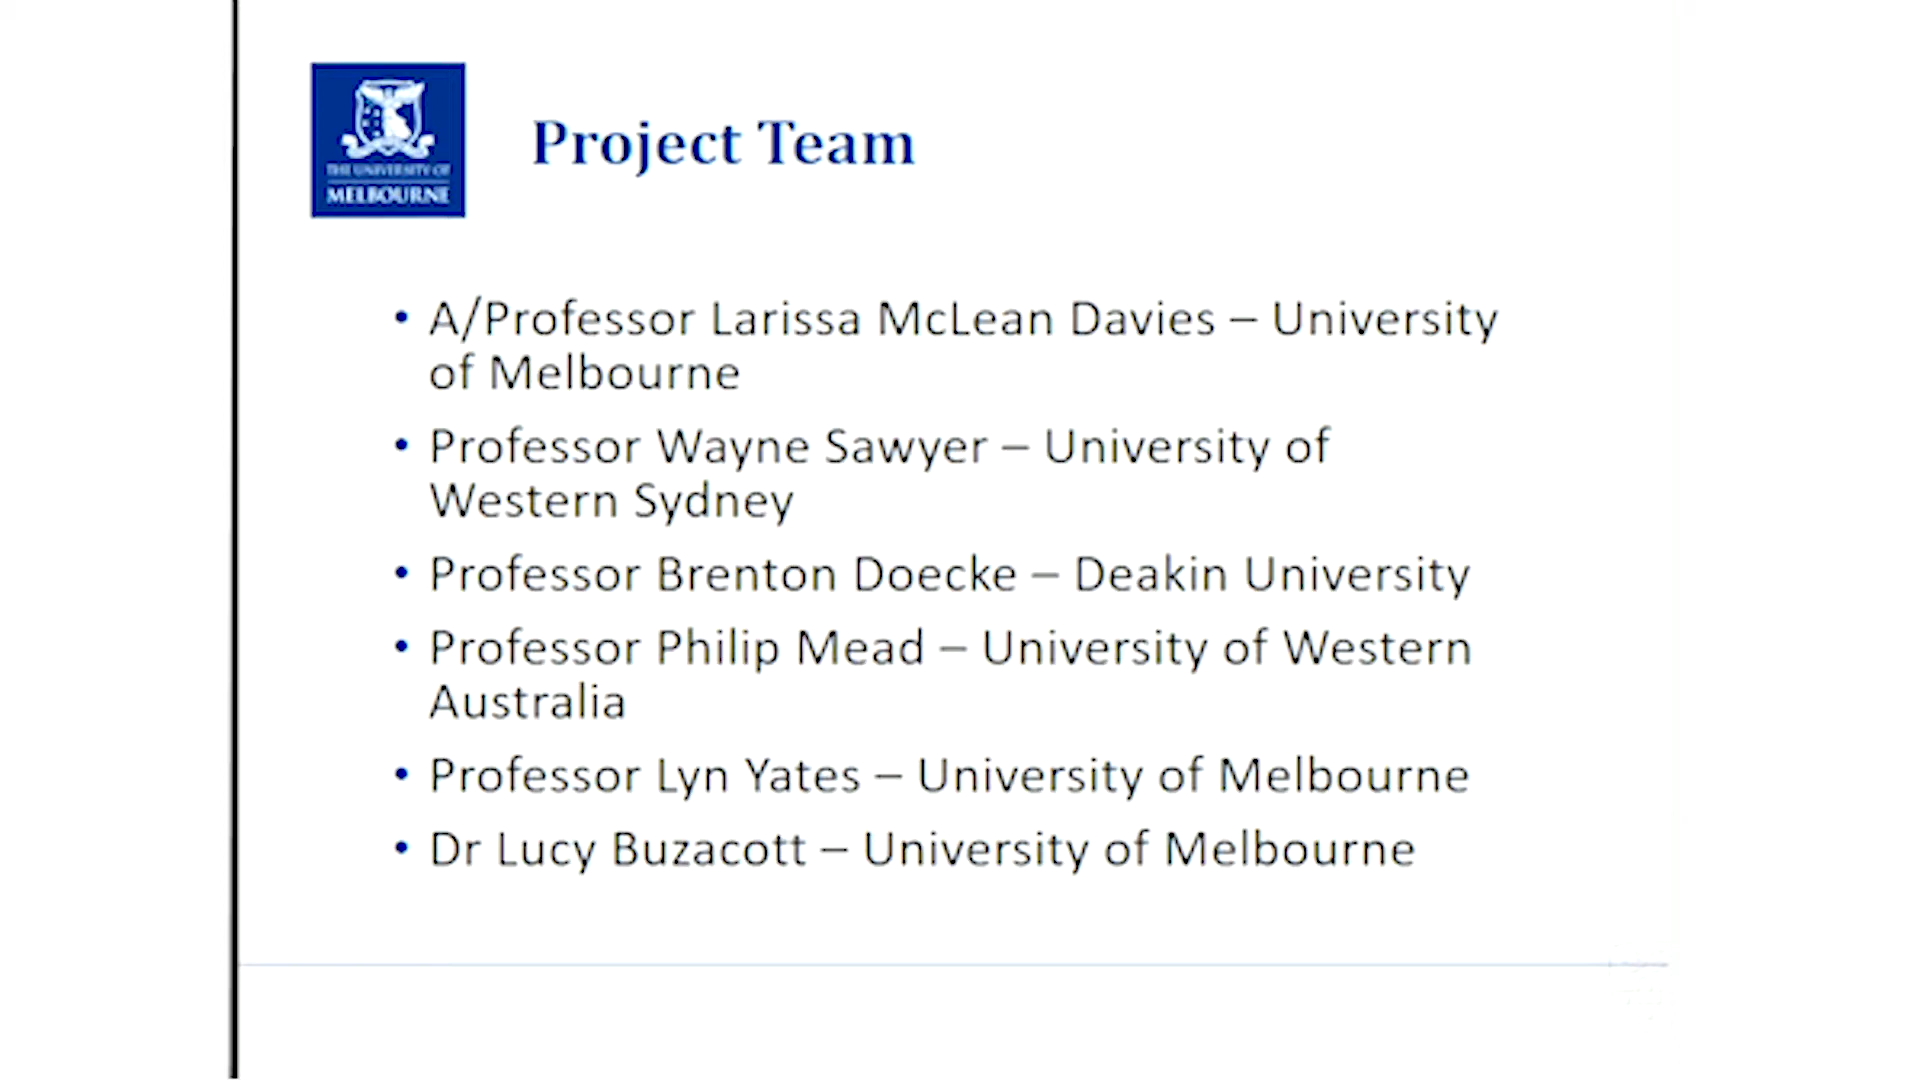 THE UNIVERSITY OF
MELBOURNE
Project Team
• A/Professor Larissa McLean Davies – University
of Melbourne
• Professor Wayne Sawyer – University of
Western Sydney
• Professor Brenton Doecke – Deakin University
• Professor Philip Mead – University of Western
Australia
• Professor Lyn Yates – University of Melbourne
• Dr Lucy Buzacott – University of Melbourne